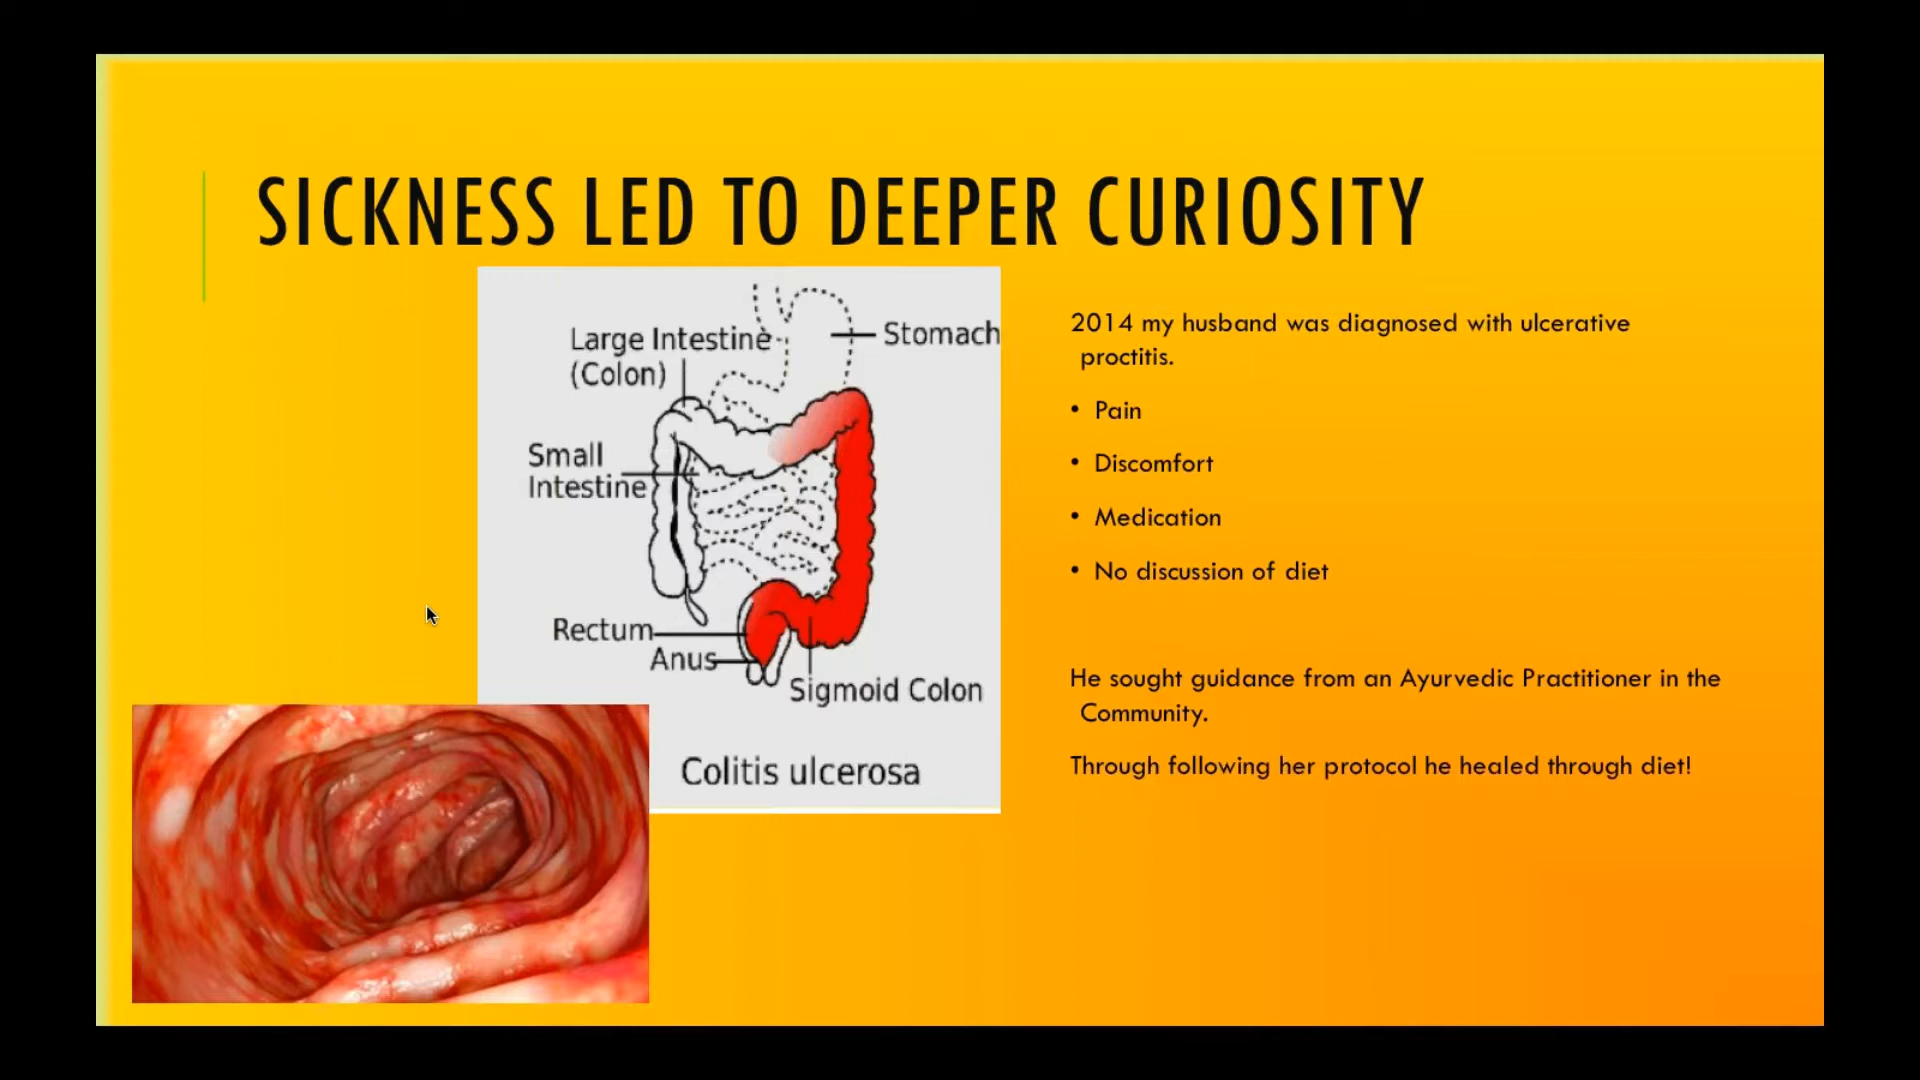 SICKNESS LED TO DEEPER CURIOSITY
Large Intestine
(Colon)
Stomach
Small
Intestine
Rectum
Anus
Sigmoid Colon
Colitis ulcerosa
2014 my husband was diagnosed with ulcerative
proctitis.
• Pain
• Discomfort
• Medication
• No discussion of diet
He sought guidance from an Ayurvedic Practitioner in the
Community.
Through following her protocol he healed through diet!